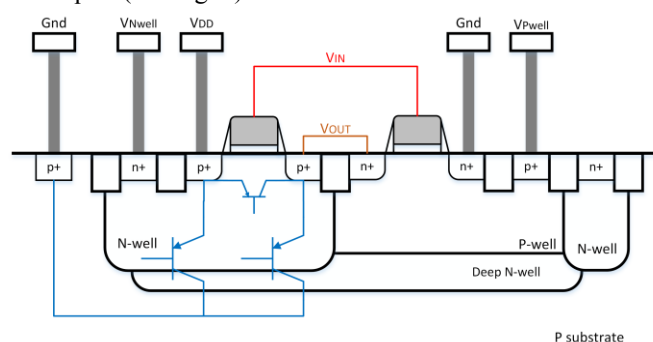 Gnd
VNwell
VDD
VIN
VOUT
Gnd
VPwell
p+
n+
p+
p+
n+
n+
p+
n+
N-well
P-well
N-well
Deep N-well
P substrate